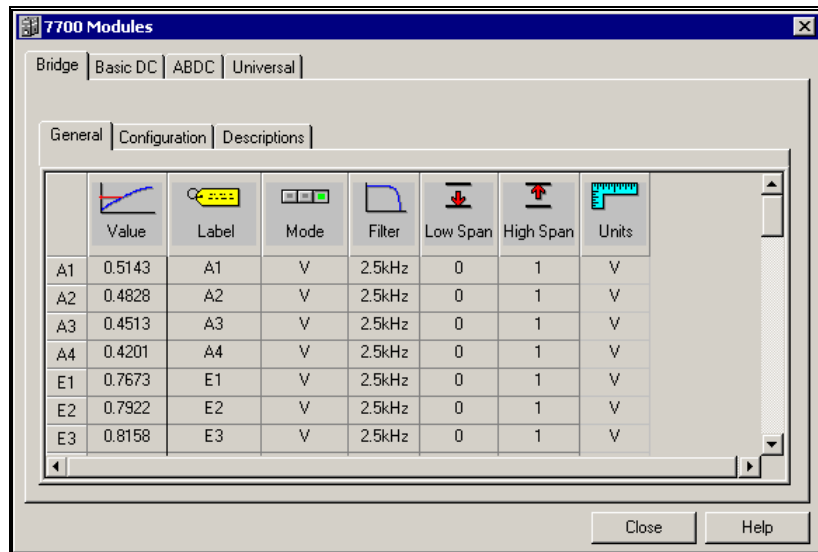 7700 Modules
Bridge Basic DC ABDC Universal
General Configuration Descriptions
Value Label Mode Filter Low Span High Span Units
A1 0.5143 A1 V 2.5kHz 0 1 V
A2 0.4828 A2 V 2.5kHz 0 1 V
A3 0.4513 A3 V 2.5kHz 0 1 V
A4 0.4201 A4 V 2.5kHz 0 1 V
E1 0.7673 E1 V 2.5kHz 0 1 V
E2 0.7922 E2 V 2.5kHz 0 1 V
E3 0.8158 E3 V 2.5kHz 0 1 V
Close Help